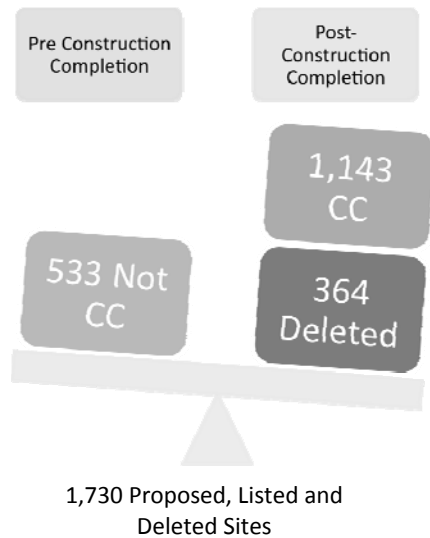 Pre Construction
Completion
Post-
Construction
Completion
1,143
CC
533 Not
CC
364
Deleted
1,730 Proposed, Listed and
Deleted Sites